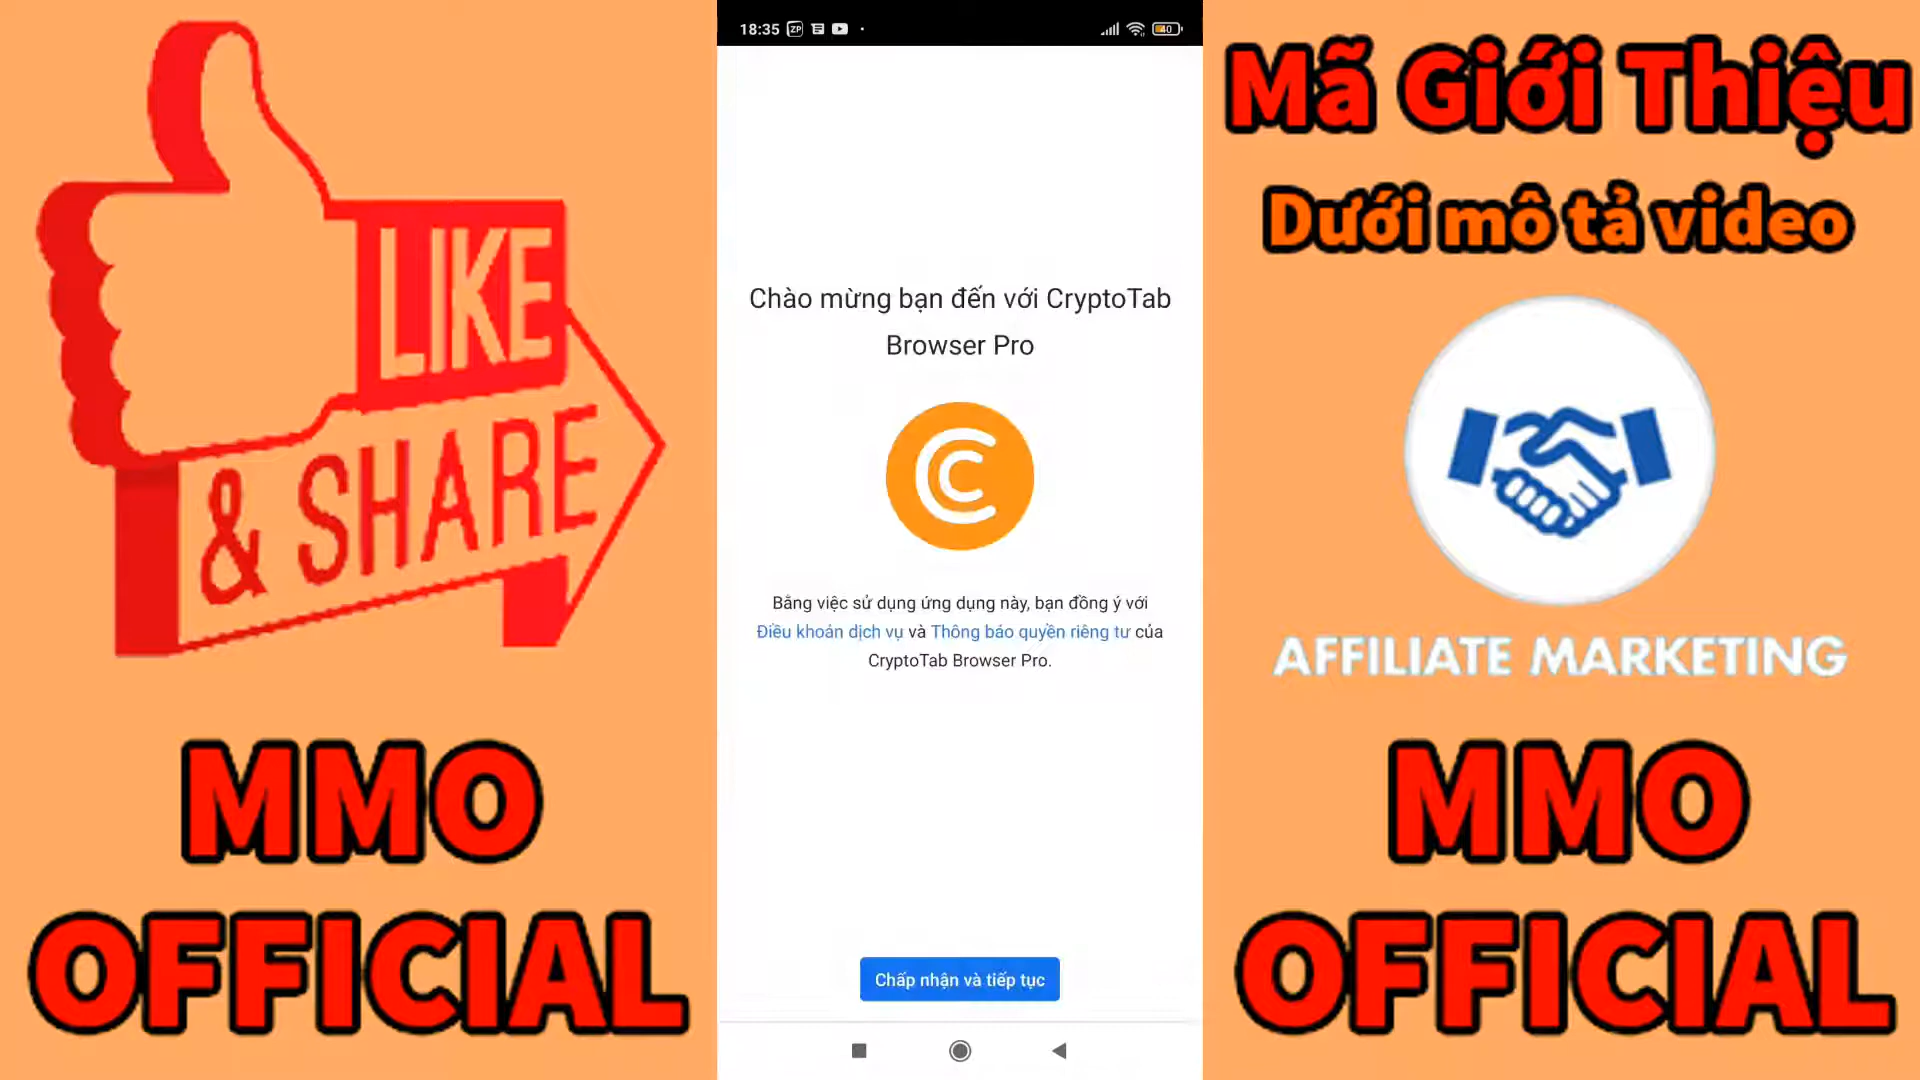 LIKE
& SHARE
MMO
OFFICIAL
18:35
ZP
40
Chào mừng bạn đến với CryptoTab
Browser Pro
Bằng việc sử dụng ứng dụng này, bạn đồng ý với
Điều khoản dịch vụ và Thông báo quyền riêng tư của
CryptoTab Browser Pro.
Chấp nhận và tiếp tục
Mã Giới Thiệu
Dưới mô tả video
AFFILIATE MARKETING
MMO
OFFICIAL